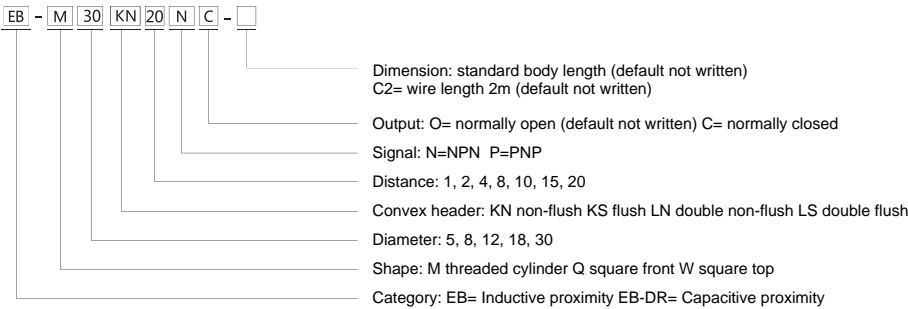 EB - M 30 KN 20 N C -
Dimension: standard body length (default not written)
C2= wire length 2m (default not written)
Output: O= normally open (default not written) C= normally closed
Signal: N=NPN P=PNP
Distance: 1, 2, 4, 8, 10, 15, 20
Convex header: KN non-flush KS flush LN double non-flush LS double flush
Diameter: 5, 8, 12, 18, 30
Shape: M threaded cylinder Q square front W square top
Category: EB= Inductive proximity EB-DR= Capacitive proximity